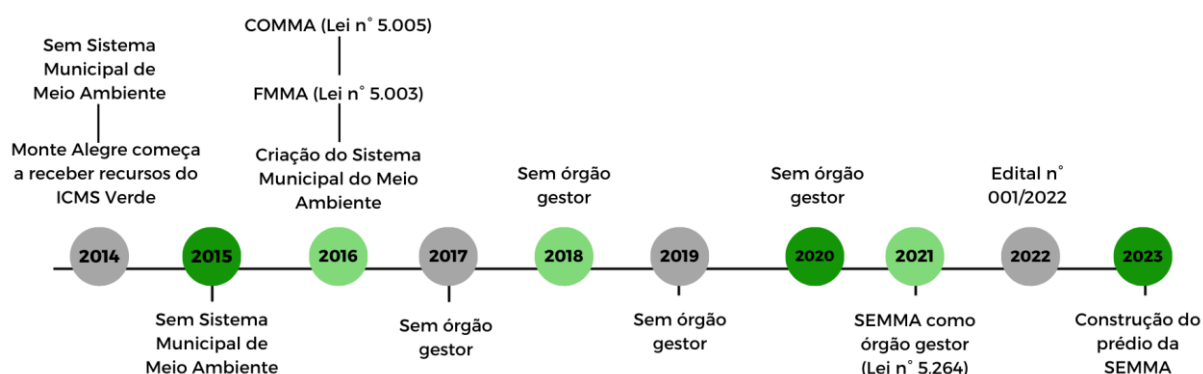 COMMA (Lei n° 5.005)
FMMA (Lei n° 5.003)
Sem Sistema
Municipal de
Meio Ambiente
Monte Alegre começa
a receber recursos do
ICMS Verde
Criação do Sistema
Municipal do Meio
Ambiente
Sem órgão
gestor
Sem órgão
gestor
Edital n°
001/2022
2014
2015
2016
2017
2018
2019
2020
2021
2022
2023
Sem Sistema
Municipal de
Meio Ambiente
Sem órgão
gestor
Sem órgão
gestor
SEMMA como
órgão gestor
(Lei n° 5.264)
Construção do
prédio da
SEMMA